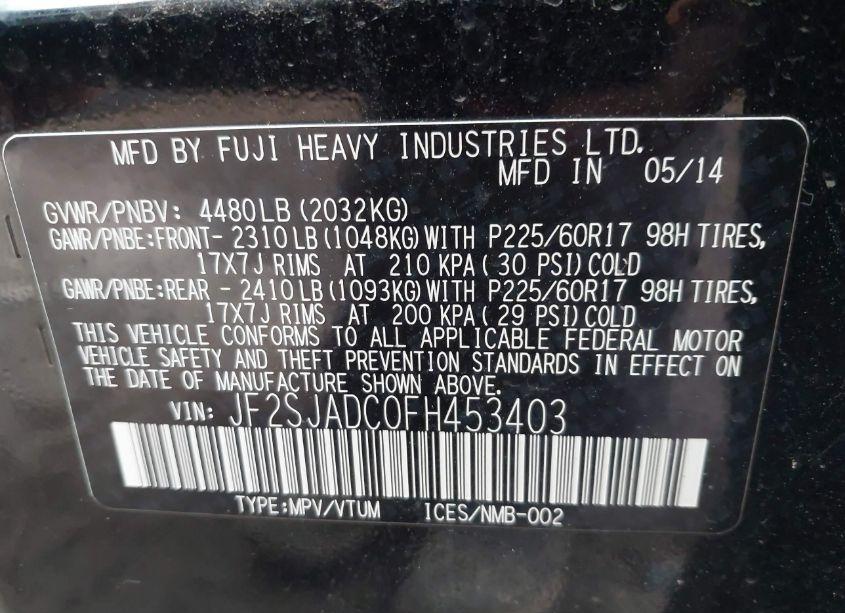 MFD BY FUJI HEAVY INDUSTRIES LTD.
MFD IN 05/14
GVWR/PNBV: 4480LB (2032KG)
GAWR/PNBE:FRONT- 2310LB (1048KG) WITH P225/60R17 98H TIRES,
17X7J RIMS AT 210 KPA ( 30 PSI) COLD
GAWR/PNBE:REAR - 2410LB (1093KG) WITH P225/60R17 98H TIRES,
17X7J RIMS AT 200 KPA ( 29 PSI) COLD
THIS VEHICLE CONFORMS TO ALL APPLICABLE FEDERAL MOTOR
VEHICLE SAFETY AND THEFT PREVENTION STANDARDS IN EFFECT ON
THE DATE OF MANUFACTURE SHOWN ABOVE.
VIN: JF2SJADC0FH453403
TYPE:MPV/VTUM ICES/NMB-002